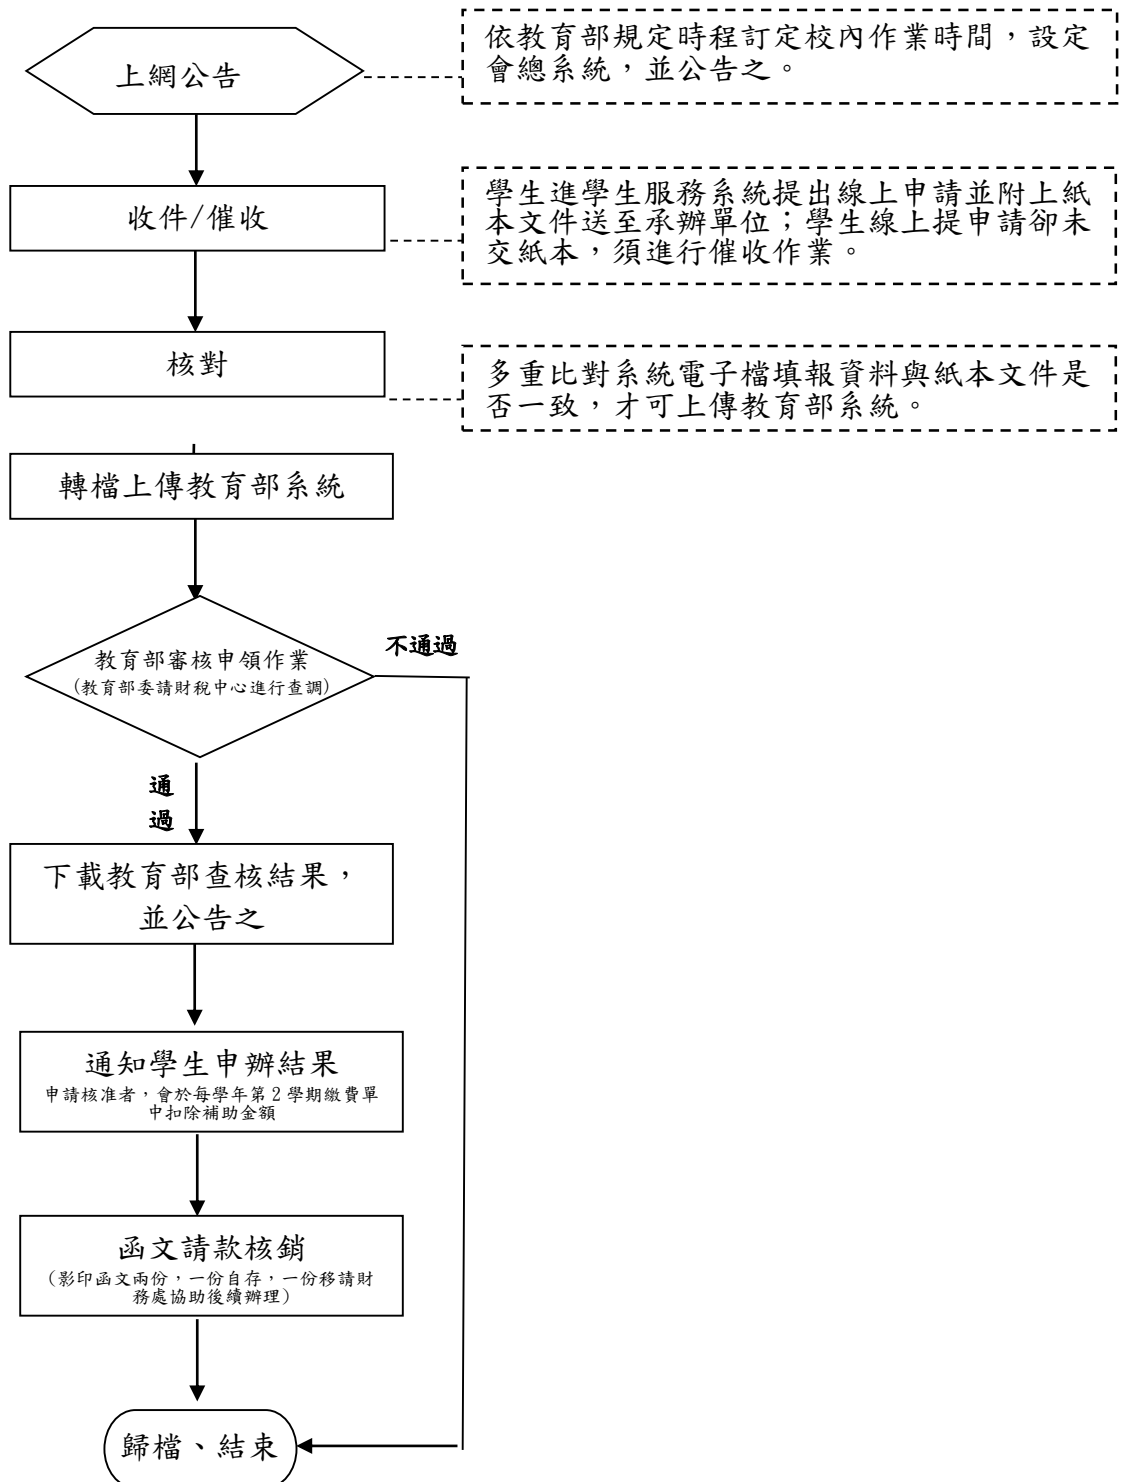 上網公告
依教育部規定時程訂定校內作業時間，設定
會總系統，並公告之。
收件/催收
學生進學生服務系統提出線上申請並附上紙
本文件送至承辦單位；學生線上提申請卻未
交紙本，須進行催收作業。
核對
多重比對系統電子檔填報資料與紙本文件是
否一致，才可上傳教育部系統。
轉檔上傳教育部系統
教育部審核申領作業
(教育部委請財稅中心進行查調)
不通過
通
過
下載教育部查核結果，
並公告之
通知學生申辦結果
申請核准者，會於每學年第 2 學期繳費單
中扣除補助金額
函文請款核銷
(影印函文兩份，一份自存，一份移請財
務處協助後續辦理)
歸檔、結束